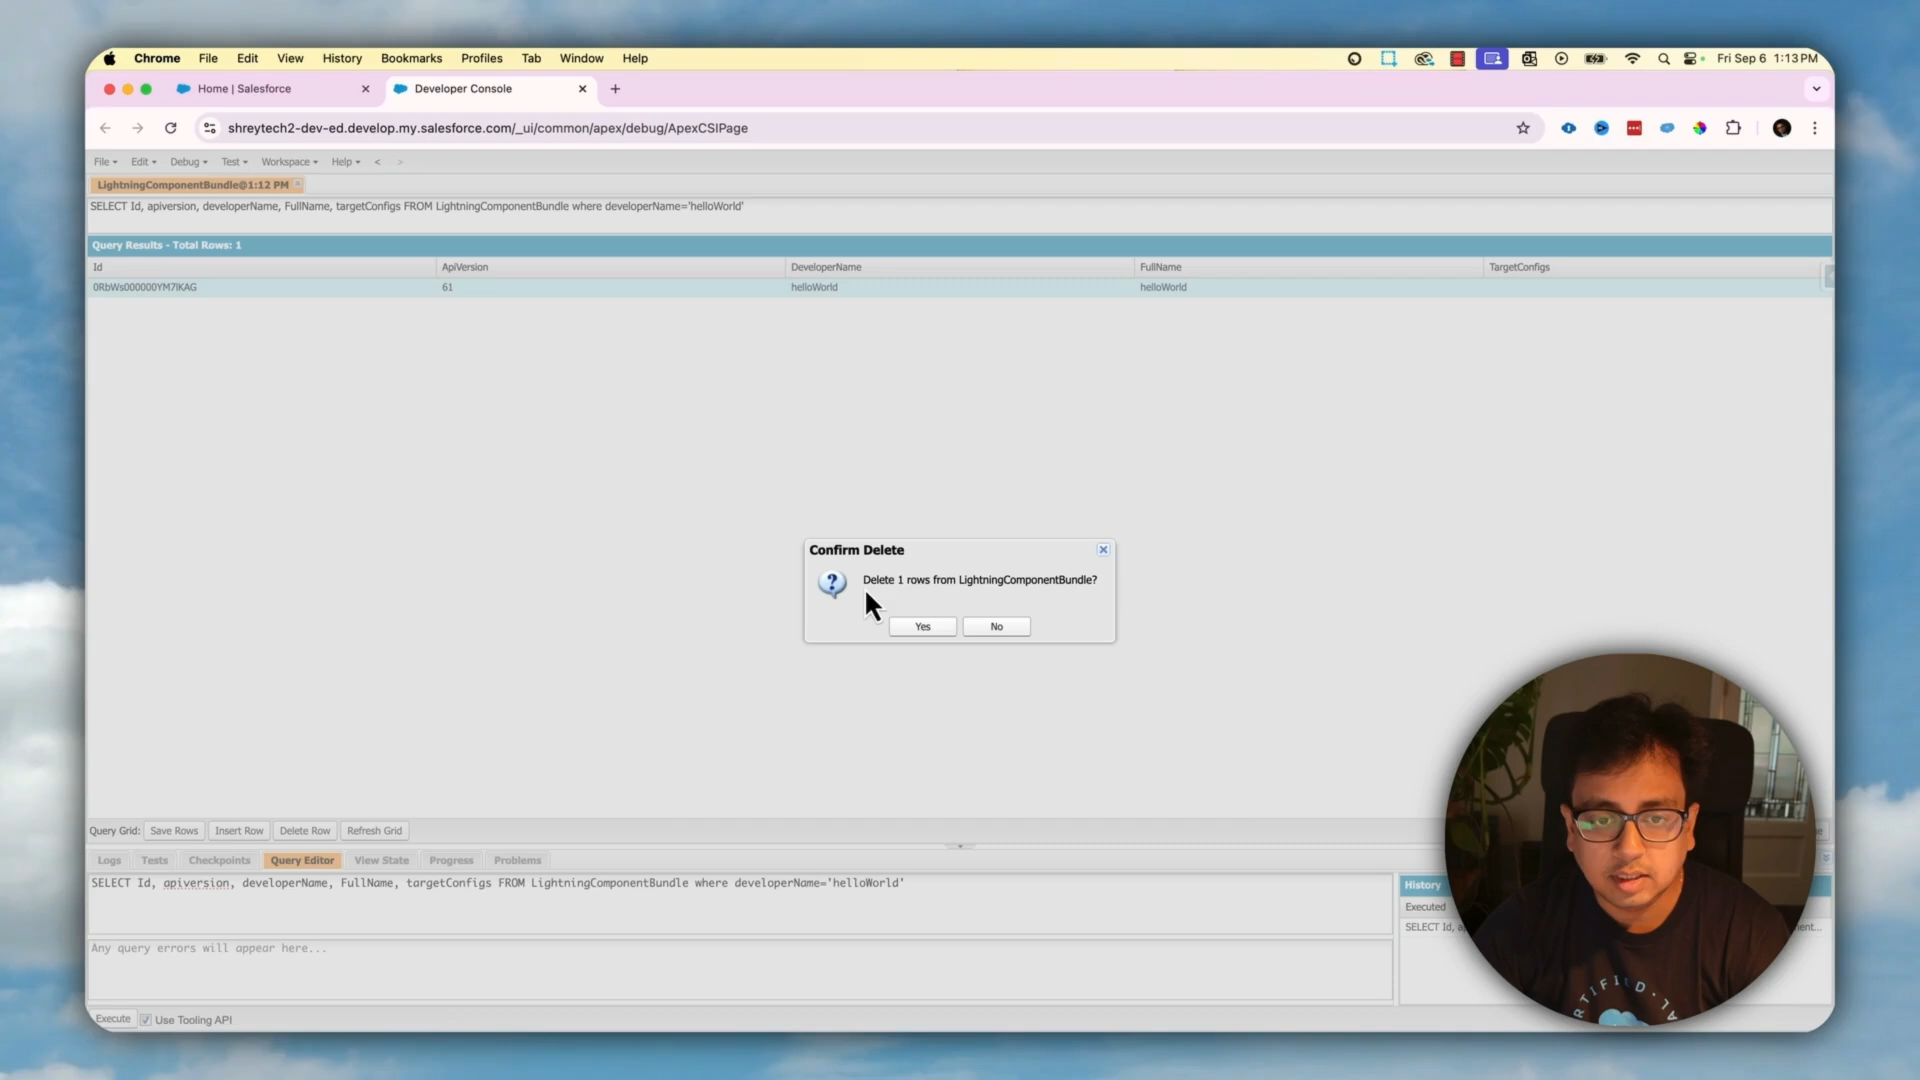 Chrome File Edit View History Bookmarks Profiles Tab Window Help Fri Sep 6 1:13 PM
Home | Salesforce Developer Console
shreytech2-dev-ed.develop.my.salesforce.com/_ui/common/apex/debug/ApexCSIPage
File Edit Debug Test Workspace Help < >
LightningComponentBundle@1:12 PM
SELECT Id, apiversion, developerName, FullName, targetConfigs FROM LightningComponentBundle where developerName='helloWorld'
Query Results - Total Rows: 1
Id ApiVersion DeveloperName FullName TargetConfigs
0RbWs000000YM7lKAG 61 helloWorld helloWorld
Confirm Delete
Delete 1 rows from LightningComponentBundle?
Yes No
Query Grid: Save Rows Insert Row Delete Row Refresh Grid
Logs Tests Checkpoints Query Editor View State Progress Problems
SELECT Id, apiversion, developerName, FullName, targetConfigs FROM LightningComponentBundle where developerName='helloWorld'
Any query errors will appear here...
History
Executed
SELECT Id, a
Execute Use Tooling API